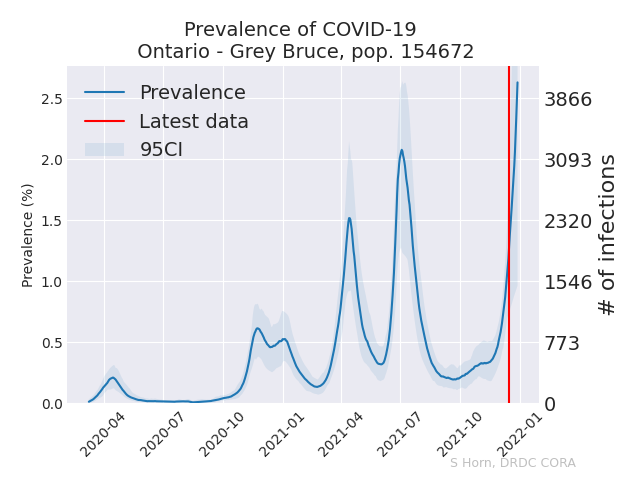 Prevalence of COVID-19
Ontario - Grey Bruce, pop. 154672
Prevalence
Latest data
95CI
Prevalence (%)
2.5
2.0
1.5
1.0
0.5
0.0
3866
3093
2320
1546
773
0
# of infections
2020-04
2020-07
2020-10
2021-01
2021-04
2021-07
2021-10
2022-01
S Horn, DRDC CORA